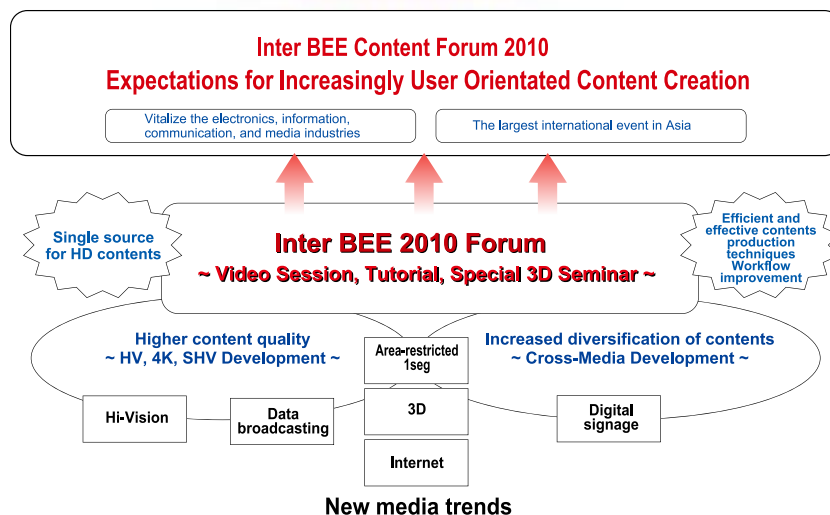 Inter BEE Content Forum 2010
Expectations for Increasingly User Orientated Content Creation
Vitalize the electronics, information,
communication, and media industries
The largest international event in Asia
Single source
for HD contents
Inter BEE 2010 Forum
~ Video Session, Tutorial, Special 3D Seminar ~
Efficient and
effective contents
production
techniques
Workflow
improvement
Higher content quality
~ HV, 4K, SHV Development ~
Area-restricted
1seg
Increased diversification of contents
~ Cross-Media Development ~
Hi-Vision
Data
broadcasting
3D
Digital
signage
Internet
New media trends